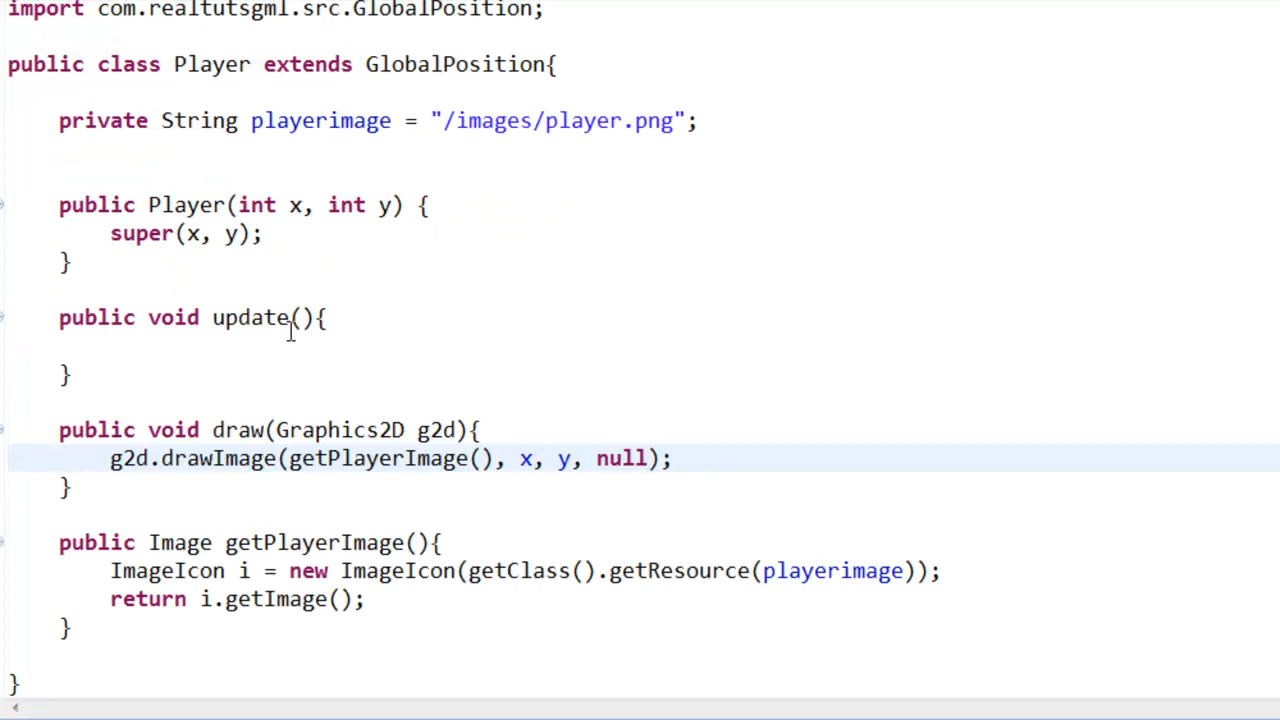 import com.realtutsgml.src.GlobalPosition;
public class Player extends GlobalPosition{
private String playerimage = "/images/player.png";
public Player(int x, int y) {
super(x, y);
}
public void update(){
}
public void draw(Graphics2D g2d){
g2d.drawImage(getPlayerImage(), x, y, null);
}
public Image getPlayerImage(){
ImageIcon i = new ImageIcon(getClass().getResource(playerimage));
return i.getImage();
}
}